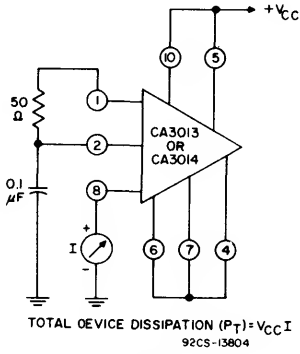 +VCC
10
5
50
Ω
1
CA3013
OR
CA3014
2
0.1
µF
8
+
I
-
6
7
4
TOTAL DEVICE DISSIPATION (PT)=VCC I
92CS-13804